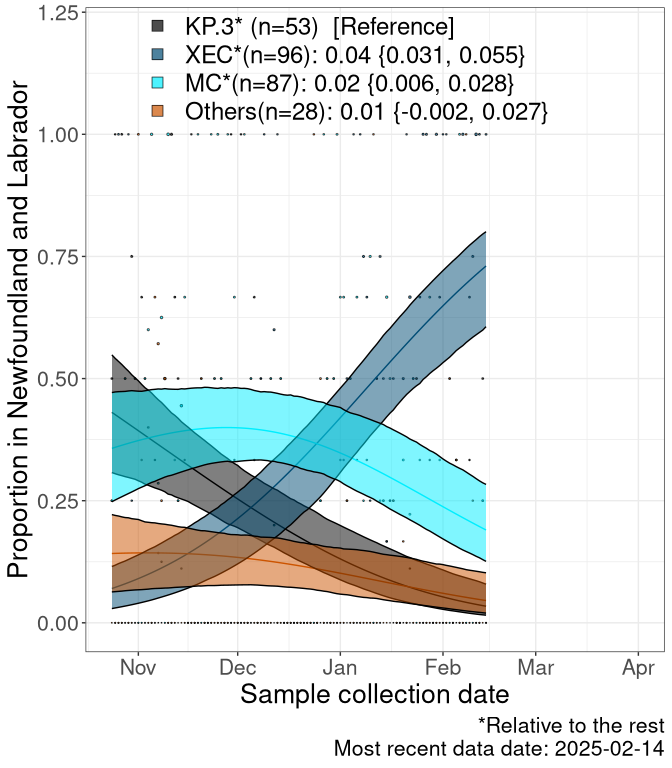 KP.3* (n=53)  [Reference]
XEC*(n=96): 0.04 {0.031, 0.055}
MC*(n=87): 0.02 {0.006, 0.028}
Others(n=28): 0.01 {-0.002, 0.027}
1.25
1.00
0.75
0.50
0.25
0.00
Proportion in Newfoundland and Labrador
Nov Dec Jan Feb Mar Apr
Sample collection date
*Relative to the rest
Most recent data date: 2025-02-14